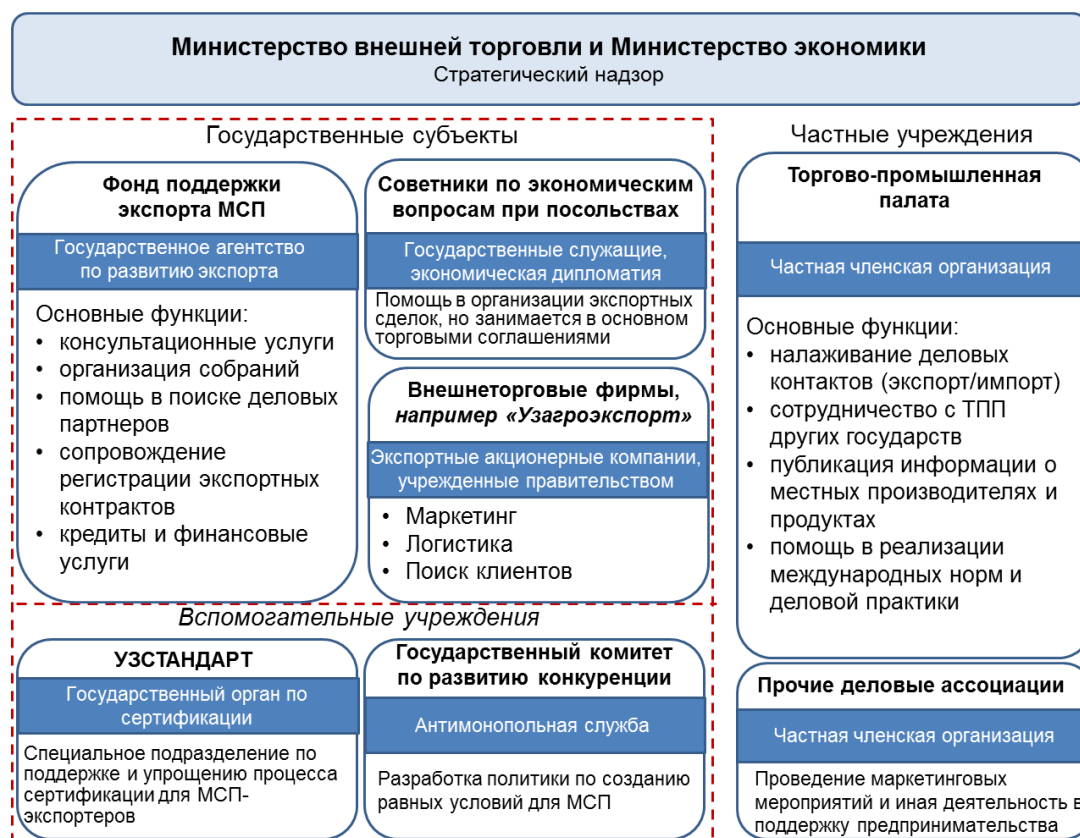 Министерство внешней торговли и Министерство экономики
Стратегический надзор
Государственные субъекты
Фонд поддержки
экспорта МСП
Государственное агентство
по развитию экспорта
Основные функции:
• консультационные услуги
• организация собраний
• помощь в поиске деловых
партнеров
• сопровождение
регистрации экспортных
контрактов
• кредиты и финансовые
услуги
Советники по экономическим
вопросам при посольствах
Государственные служащие,
экономическая дипломатия
Помощь в организации экспортных
сделок, но занимается в основном
торговыми соглашениями
Внешнеторговые фирмы,
например «Узагроэкспорт»
Экспортные акционерные компании,
учрежденные правительством
• Маркетинг
• Логистика
• Поиск клиентов
Вспомогательные учреждения
УЗСТАНДАРТ
Государственный орган по
сертификации
Специальное подразделение по
поддержке и упрощению процесса
сертификации для МСП-
экспортеров
Государственный комитет
по развитию конкуренции
Антимонопольная служба
Разработка политики по созданию
равных условий для МСП
Частные учреждения
Торгово-промышленная
палата
Частная членская организация
Основные функции:
• налаживание деловых
контактов (экспорт/импорт)
• сотрудничество с ТПП
других государств
• публикация информации о
местных производителях и
продуктах
• помощь в реализации
международных норм и
деловой практики
Прочие деловые ассоциации
Частная членская организация
Проведение маркетинговых
мероприятий и иная деятельность в
поддержку предпринимательства